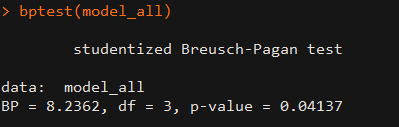 > bptest(model_all)
studentized Breusch-Pagan test
data:  model_all
BP = 8.2362, df = 3, p-value = 0.04137